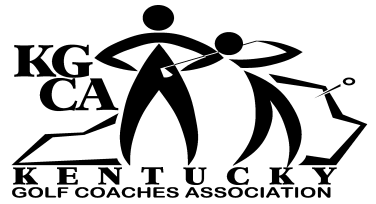 KG
CA
KENTUCKY
GOLF COACHES ASSOCIATION